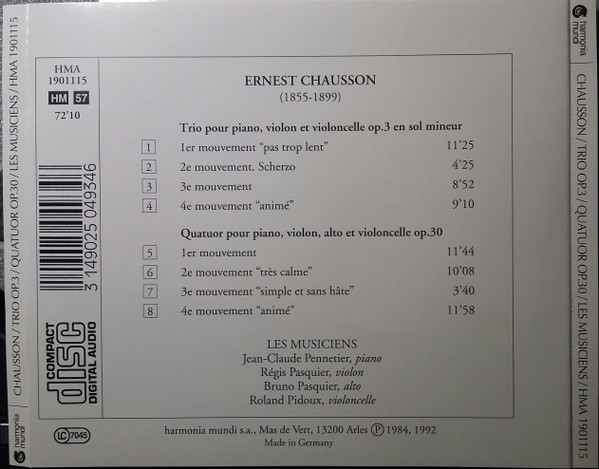 harmonia mundi
CHAUSSON / TRIO OP.3 / QUATUOR OP.30 / LES MUSICIENS / HMA 1901115
HMA
1901115
HM 57
72'10
3 149025 049346
COMPACT
disc
DIGITAL AUDIO
LC 7045
ERNEST CHAUSSON
(1855-1899)
Trio pour piano, violon et violoncelle op.3 en sol mineur
1 1er mouvement “pas trop lent” 11'25
2 2e mouvement. Scherzo 4'25
3 3e mouvement 8'52
4 4e mouvement “animé” 9'10
Quatuor pour piano, violon, alto et violoncelle op.30
5 1er mouvement 11'44
6 2e mouvement “très calme” 10'08
7 3e mouvement “simple et sans hâte” 3'40
8 4e mouvement “animé” 11'58
LES MUSICIENS
Jean-Claude Pennetier, piano
Régis Pasquier, violon
Bruno Pasquier, alto
Roland Pidoux, violoncelle
harmonia mundi s.a., Mas de Vert, 13200 Arles Ⓟ 1984, 1992
Made in Germany
harmonia mundi
CHAUSSON / TRIO OP.3 / QUATUOR OP.30 / LES MUSICIENS / HMA 1901115